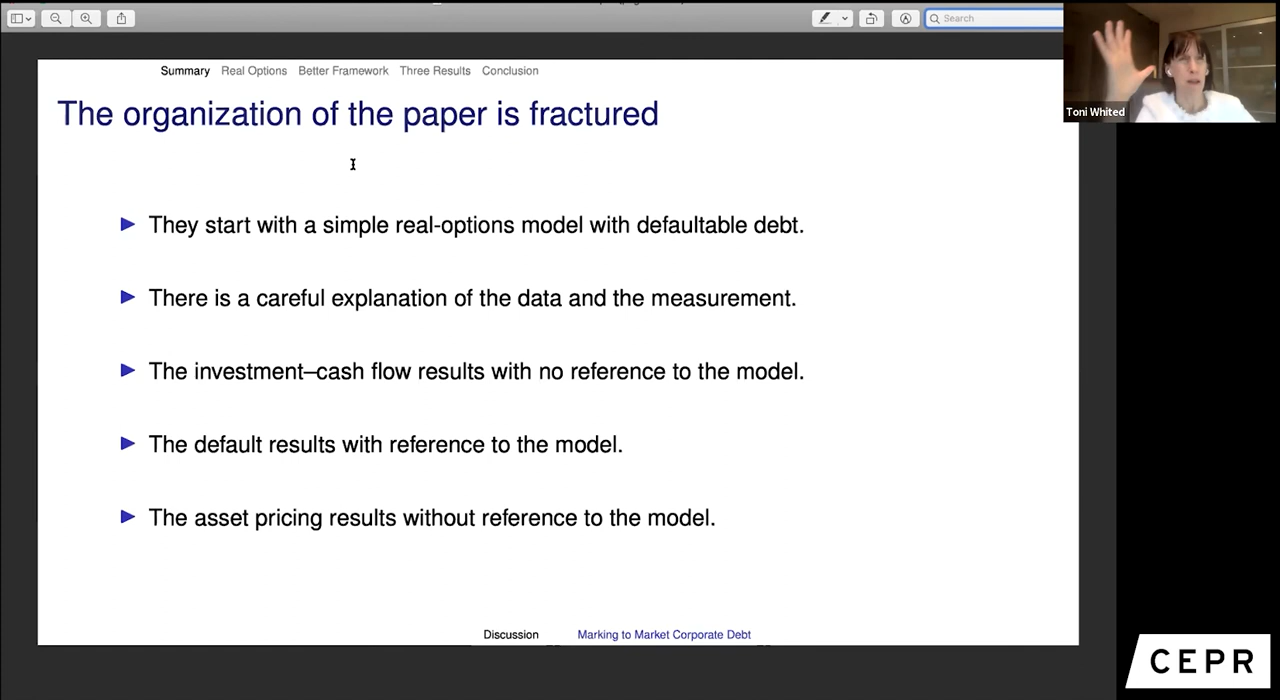 Search
Toni Whited
Summary Real Options Better Framework Three Results Conclusion
The organization of the paper is fractured
They start with a simple real-options model with defaultable debt.
There is a careful explanation of the data and the measurement.
The investment–cash flow results with no reference to the model.
The default results with reference to the model.
The asset pricing results without reference to the model.
Discussion Marking to Market Corporate Debt
CEPR